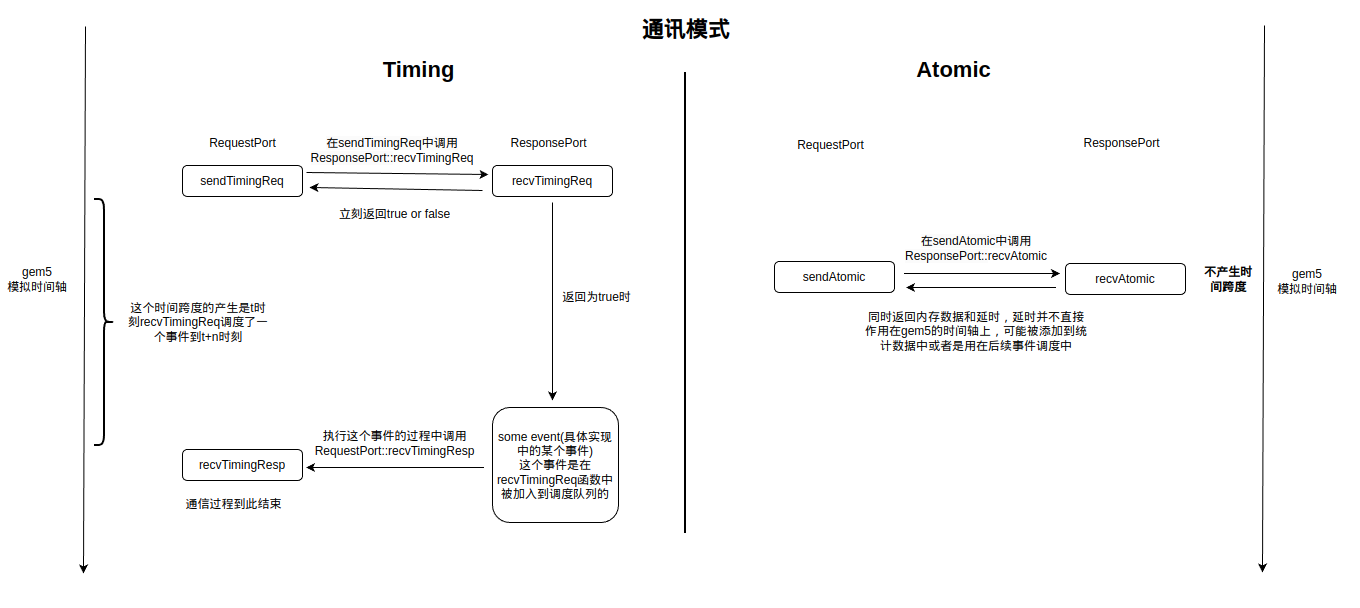 通讯模式
Timing
RequestPort
在sendTimingReq中调用
ResponsePort::recvTimingReq
ResponsePort
sendTimingReq
recvTimingReq
立刻返回true or false
gem5
模拟时间轴
这个时间跨度的产生是t时
刻recvTimingReq调度了一
个事件到t+n时刻
返回为true时
some event(具体实现
中的某个事件)
这个事件是在
recvTimingReq函数中
被加入到调度队列的
执行这个事件的过程中调用
RequestPort::recvTimingResp
recvTimingResp
通信过程到此结束
Atomic
RequestPort
ResponsePort
在sendAtomic中调用
ResponsePort::recvAtomic
sendAtomic
recvAtomic
不产生时
间跨度
gem5
模拟时间轴
同时返回内存数据和延时，延时并不直接
作用在gem5的时间轴上，可能被添加到统
计数据中或者是用在后续事件调度中